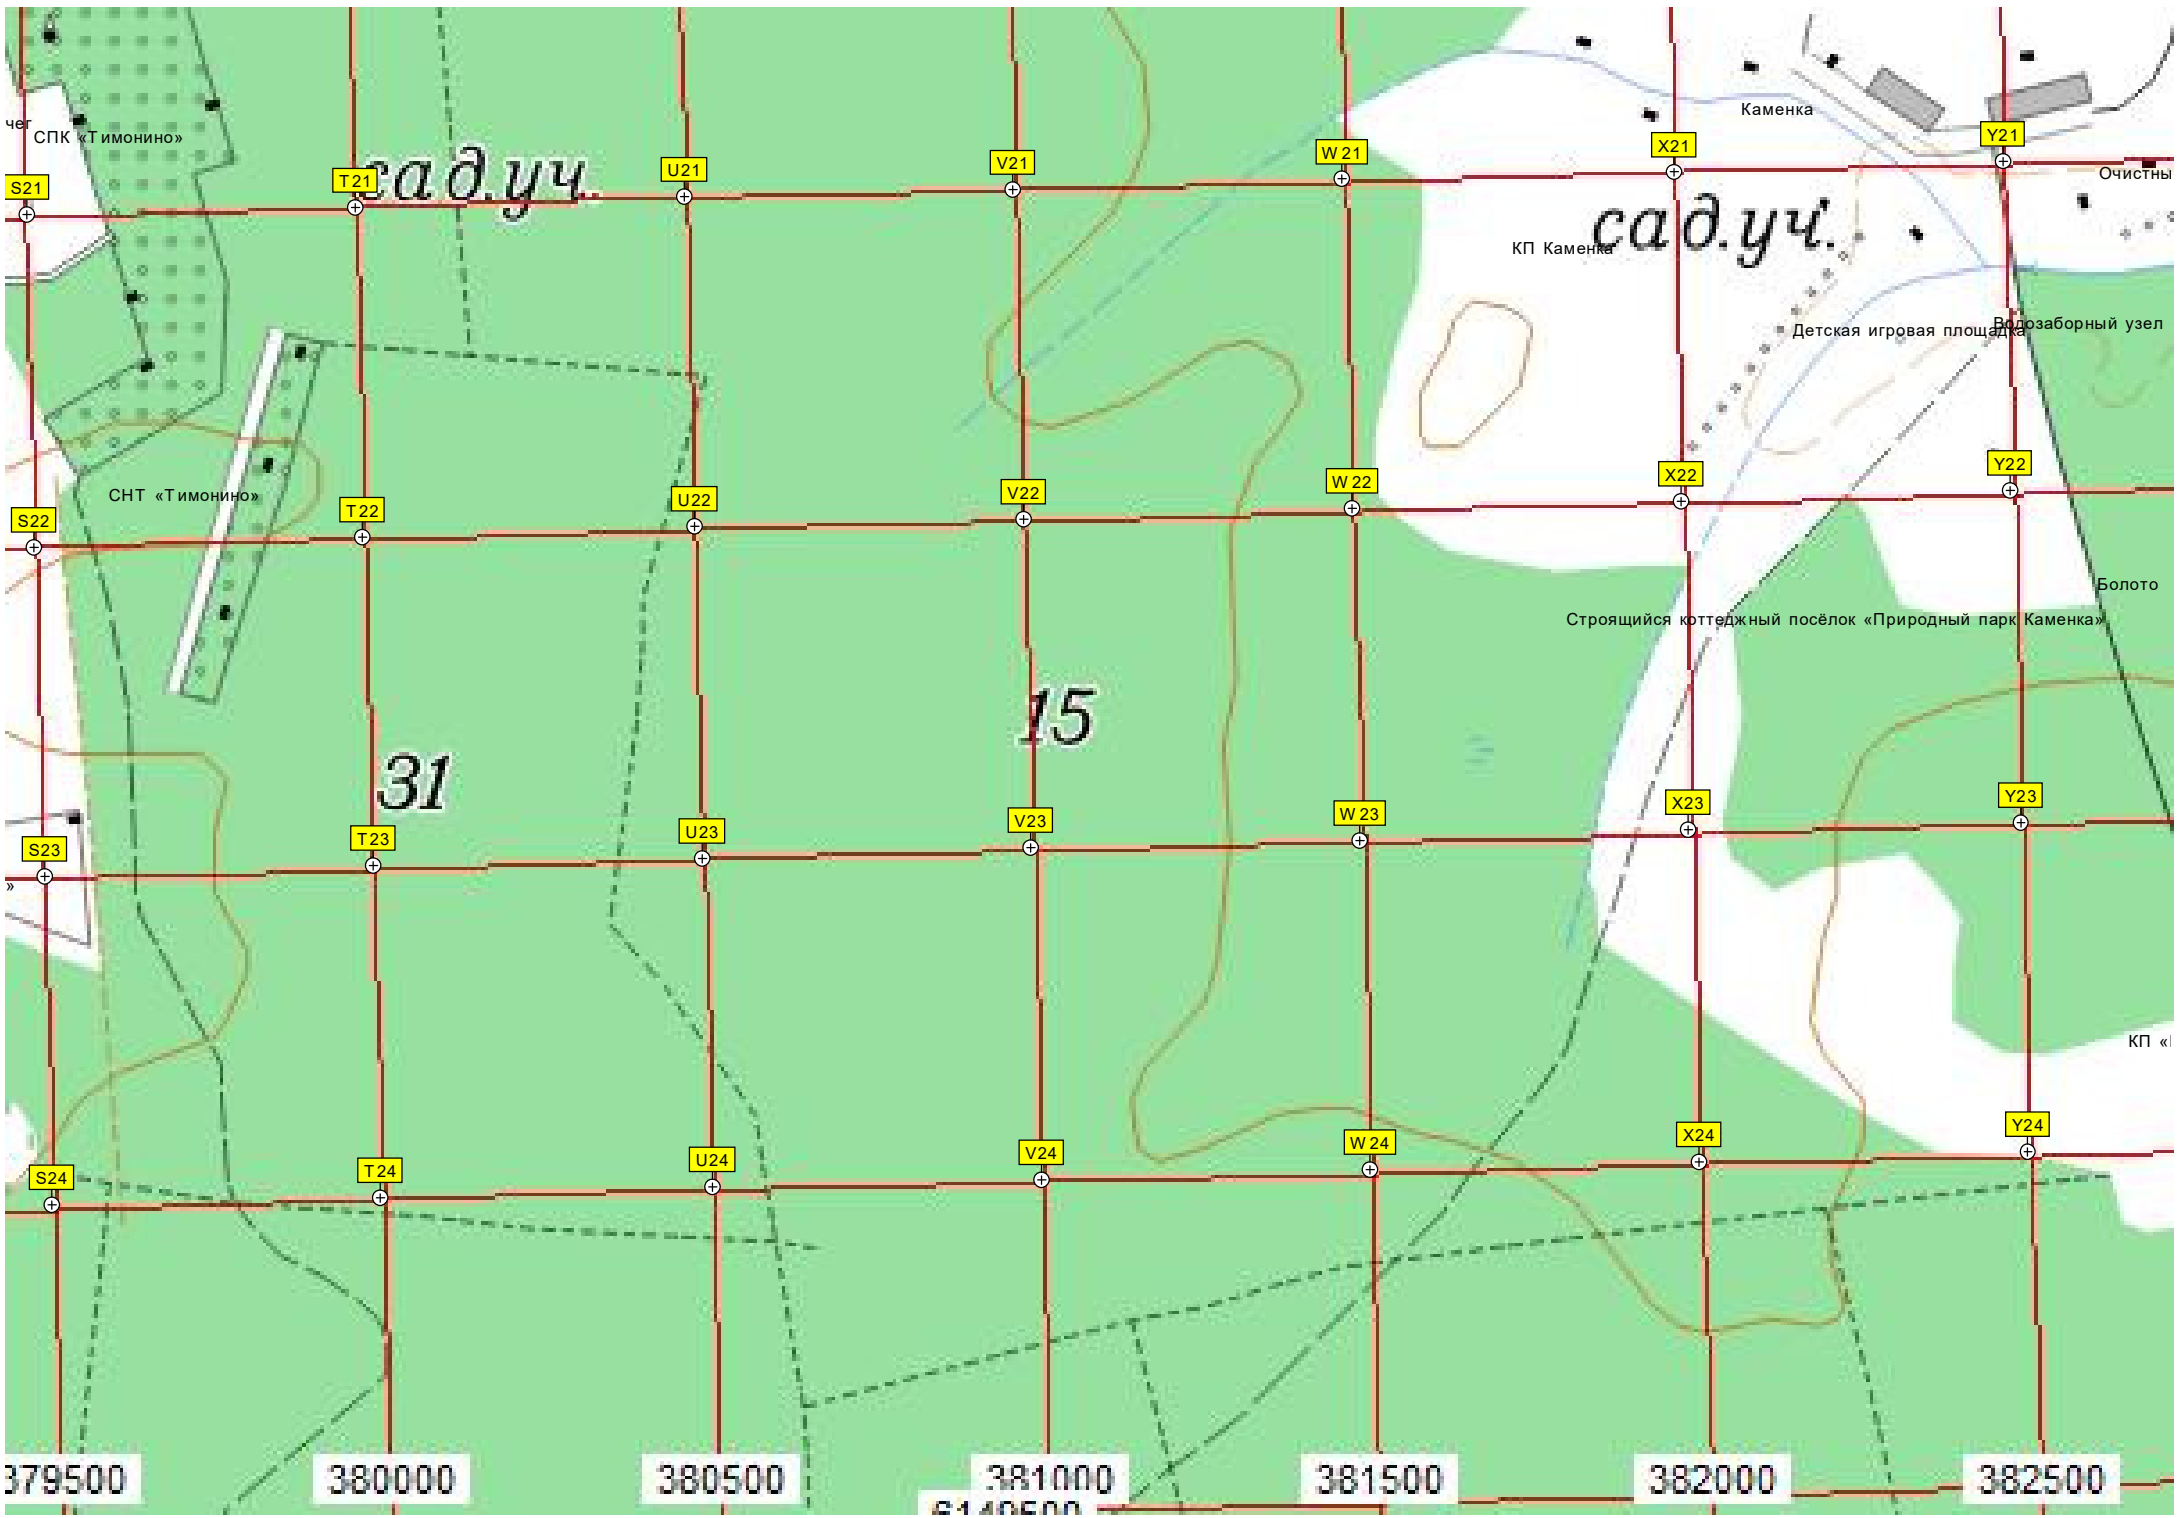 Каменка
чег
СПК «Тимонино»
Y21
X21
W21
V21
U21
T21
S21
сад.уч.
Очистны
сад.уч.
КП Каменка
Детская игровая площадка
Водозаборный узел
Y22
X22
W22
V22
U22
T22
S22
СНТ «Тимонино»
Болото
Строящийся коттеджный посёлок «Природный парк Каменка»
15
31
Y23
X23
W23
V23
U23
T23
S23
»
КП «
Y24
X24
W24
V24
U24
T24
S24
379500
380000
380500
381000
381500
382000
382500